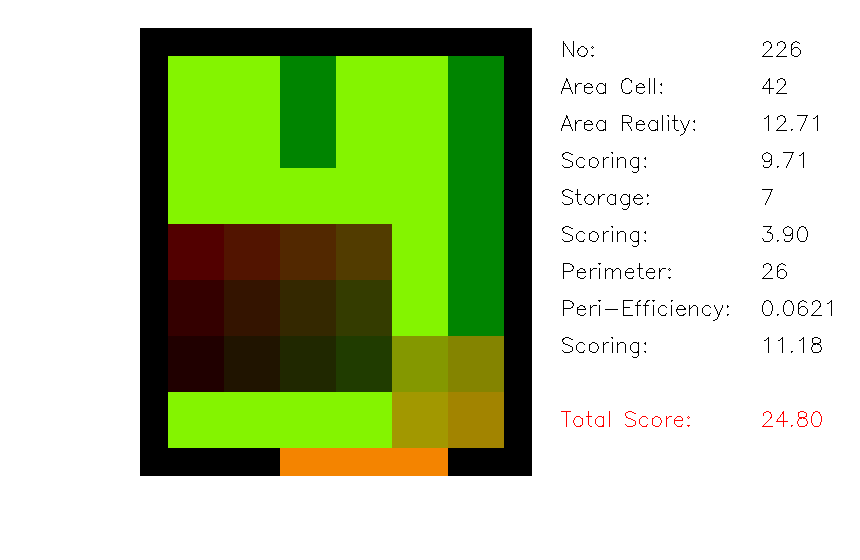 No: 226
Area Cell: 42
Area Reality: 12.71
Scoring: 9.71
Storage: 7
Scoring: 3.90
Perimeter: 26
Peri-Efficiency: 0.0621
Scoring: 11.18
Total Score: 24.80